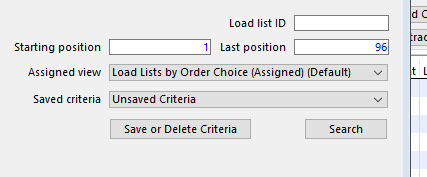 Load list ID
Starting position 1 Last position 96
Assigned view Load Lists by Order Choice (Assigned) (Default)
Saved criteria Unsaved Criteria
Save or Delete Criteria Search